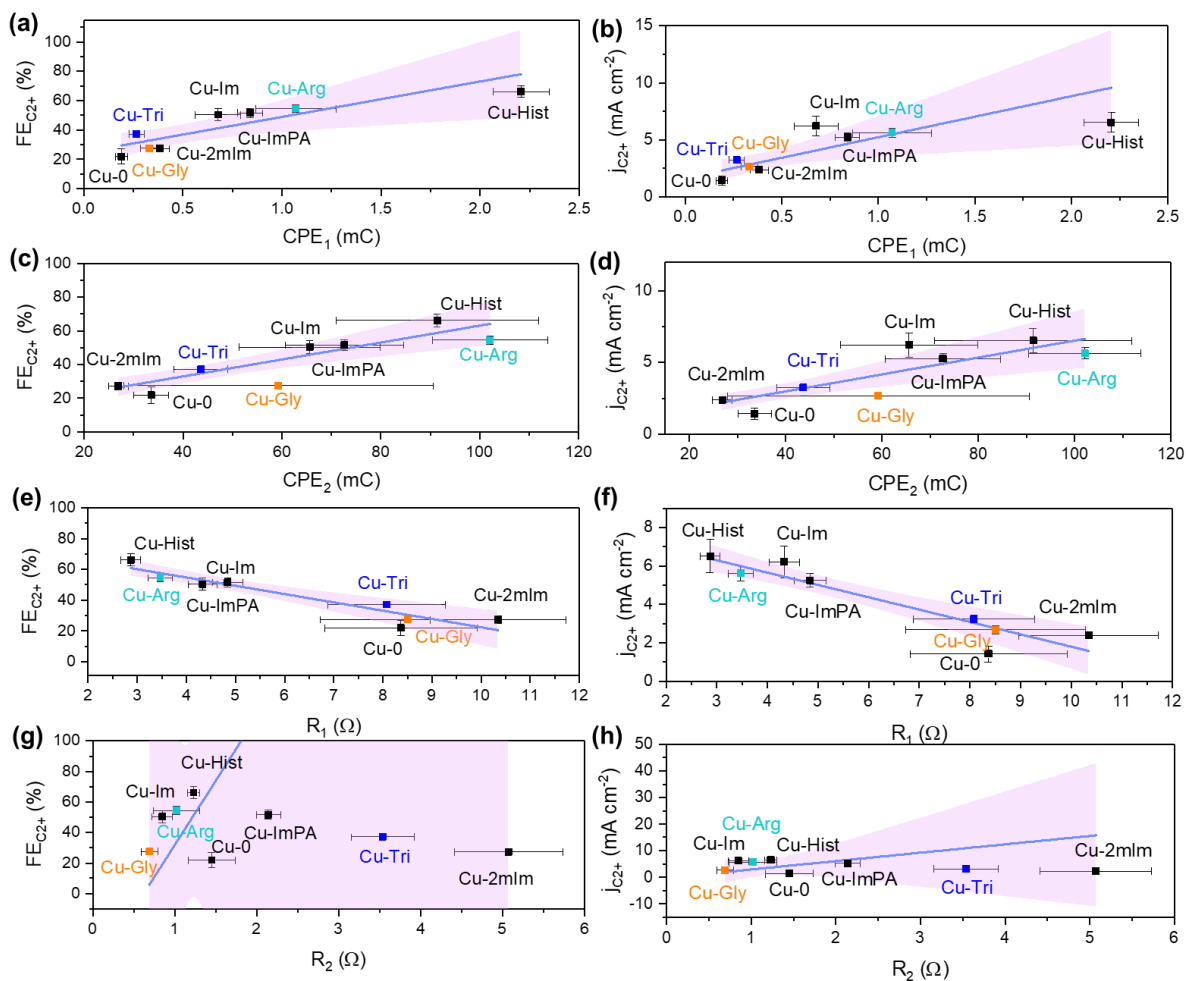 (a)
FE_C2+ (%)
100
80
60
40
20
0
Cu-Tri
Cu-Im
Cu-Arg
Cu-Hist
Cu-ImPA
Cu-2mIm
Cu-Gly
Cu-0
0.0 0.5 1.0 1.5 2.0 2.5
CPE₁ (mC)
(b)
j_C2+ (mA cm⁻²)
15
10
5
0
Cu-Im
Cu-Arg
Cu-Gly
Cu-Tri
Cu-Hist
Cu-ImPA
Cu-2mIm
Cu-0
0.0 0.5 1.0 1.5 2.0 2.5
CPE₁ (mC)
(c)
FE_C2+ (%)
100
80
60
40
20
0
Cu-Hist
Cu-Im
Cu-Tri
Cu-2mIm
Cu-ImPA
Cu-Arg
Cu-0
Cu-Gly
20 40 60 80 100 120
CPE₂ (mC)
(d)
j_C2+ (mA cm⁻²)
10
5
0
Cu-Hist
Cu-Im
Cu-Tri
Cu-2mIm
Cu-ImPA
Cu-Arg
Cu-0
Cu-Gly
20 40 60 80 100 120
CPE₂ (mC)
(e)
FE_C2+ (%)
100
80
60
40
20
0
Cu-Hist
Cu-Im
Cu-Arg
Cu-ImPA
Cu-Tri
Cu-2mIm
Cu-Gly
Cu-0
2 3 4 5 6 7 8 9 10 11 12
R₁ (Ω)
(f)
j_C2+ (mA cm⁻²)
8
6
4
2
0
Cu-Hist
Cu-Im
Cu-Arg
Cu-ImPA
Cu-Tri
Cu-2mIm
Cu-Gly
Cu-0
2 3 4 5 6 7 8 9 10 11 12
R₁ (Ω)
(g)
FE_C2+ (%)
100
80
60
40
20
0
Cu-Hist
Cu-Im
Cu-Arg
Cu-ImPA
Cu-0
Cu-Gly
Cu-Tri
Cu-2mIm
0 1 2 3 4 5 6
R₂ (Ω)
(h)
j_C2+ (mA cm⁻²)
50
40
30
20
10
0
-10
Cu-Arg
Cu-Im
Cu-Hist
Cu-2mIm
Cu-Gly
Cu-0
Cu-ImPA
Cu-Tri
0 1 2 3 4 5 6
R₂ (Ω)